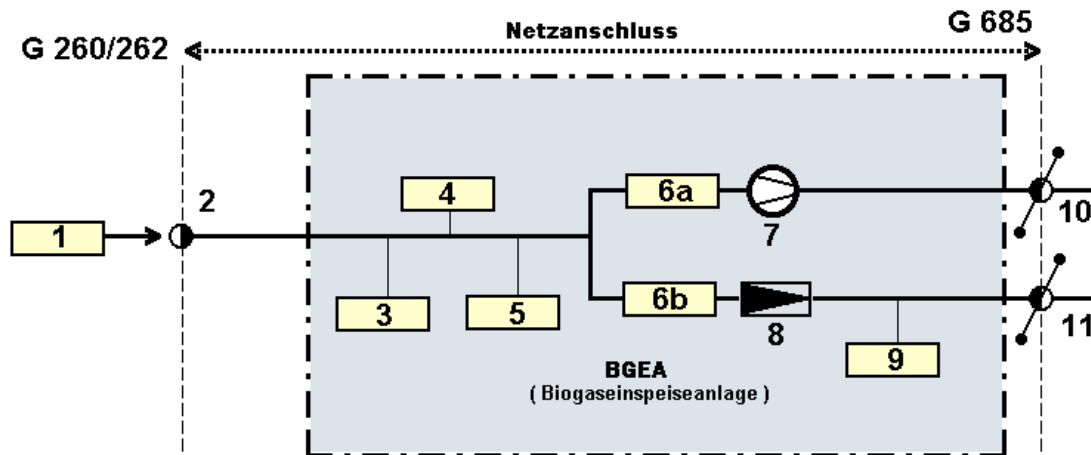 Netzanschluss
G 685
G 260/262
2
4
6a
10
1
7
3
5
6b
8
11
9
BGEA
( Biogaseinspeiseanlage )